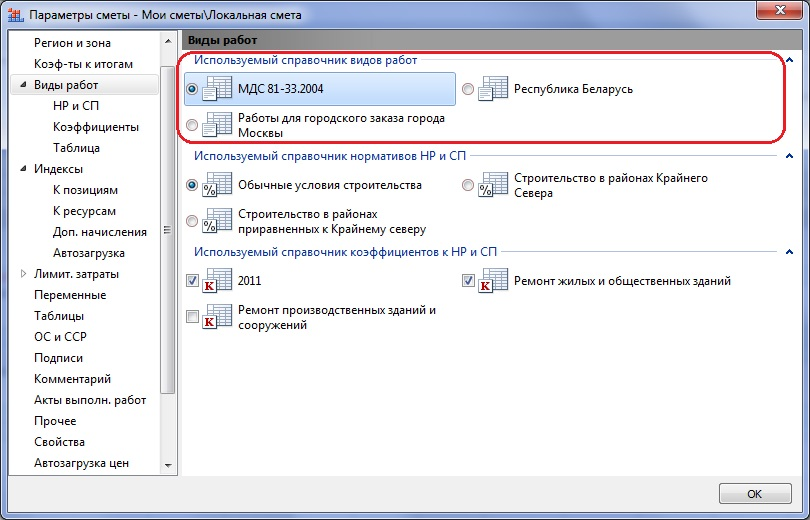 Параметры сметы - Мои сметы\Локальная смета
Регион и зона
Коэф-ты к итогам
Виды работ
НР и СП
Коэффициенты
Таблица
Индексы
К позициям
К ресурсам
Доп. начисления
Автозагрузка
Лимит. затраты
Переменные
Таблицы
ОС и ССР
Подписи
Комментарий
Акты выполн. работ
Прочее
Свойства
Автозагрузка цен
Виды работ
Используемый справочник видов работ
МДС 81-33.2004
Республика Беларусь
Работы для городского заказа города
Москвы
Используемый справочник нормативов НР и СП
% Обычные условия строительства
% Строительство в районах Крайнего
Севера
% Строительство в районах
приравненных к Крайнему северу
Используемый справочник коэффициентов к НР и СП
К 2011
К Ремонт жилых и общественных зданий
К Ремонт производственных зданий и
сооружений
OK